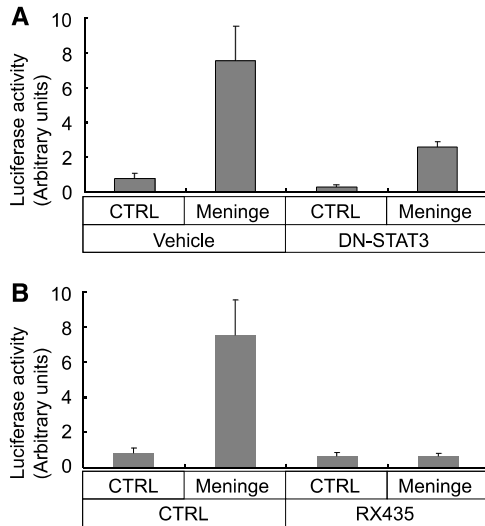 A
Luciferase activity
(Arbitrary units)
10
8
6
4
2
0
CTRL Meninge CTRL Meninge
Vehicle DN-STAT3
B
Luciferase activity
(Arbitrary units)
10
8
6
4
2
0
CTRL Meninge CTRL Meninge
CTRL RX435